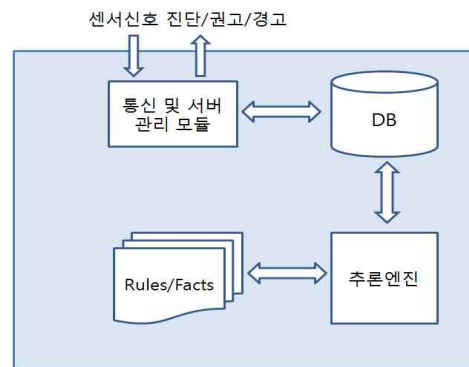 센서신호 진단/권고/경고
통신 및 서버
관리 모듈
DB
Rules/Facts
추론엔진